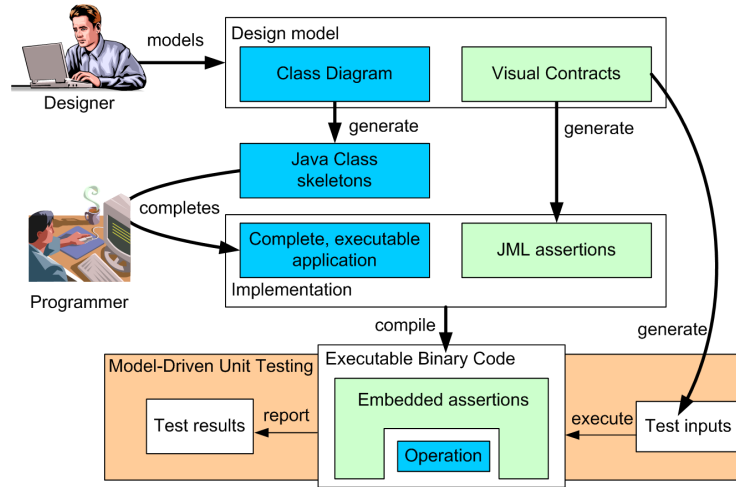 Design model
models
Class Diagram
Visual Contracts
Designer
generate
generate
Java Class
skeletons
completes
Complete, executable
application
JML assertions
Programmer
Implementation
compile
generate
Model-Driven Unit Testing
Executable Binary Code
Embedded assertions
Test results
report
execute
Test inputs
Operation